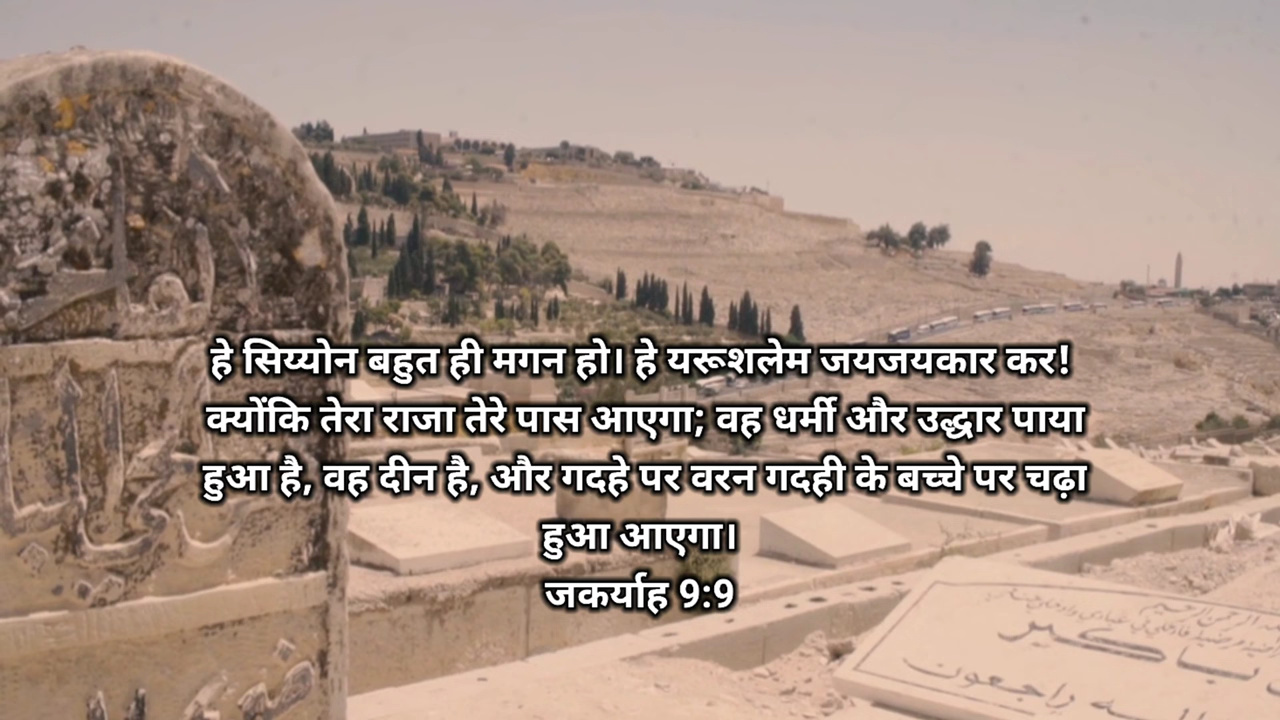 हे सिय्योन बहुत ही मगन हो। हे यरूशलेम जयजयकार कर!
क्योंकि तेरा राजा तेरे पास आएगा; वह धर्मी और उद्धार पाया
हुआ है, वह दीन है, और गदहे पर वरन गदही के बच्चे पर चढ़ा
हुआ आएगा।
जकर्याह 9:9